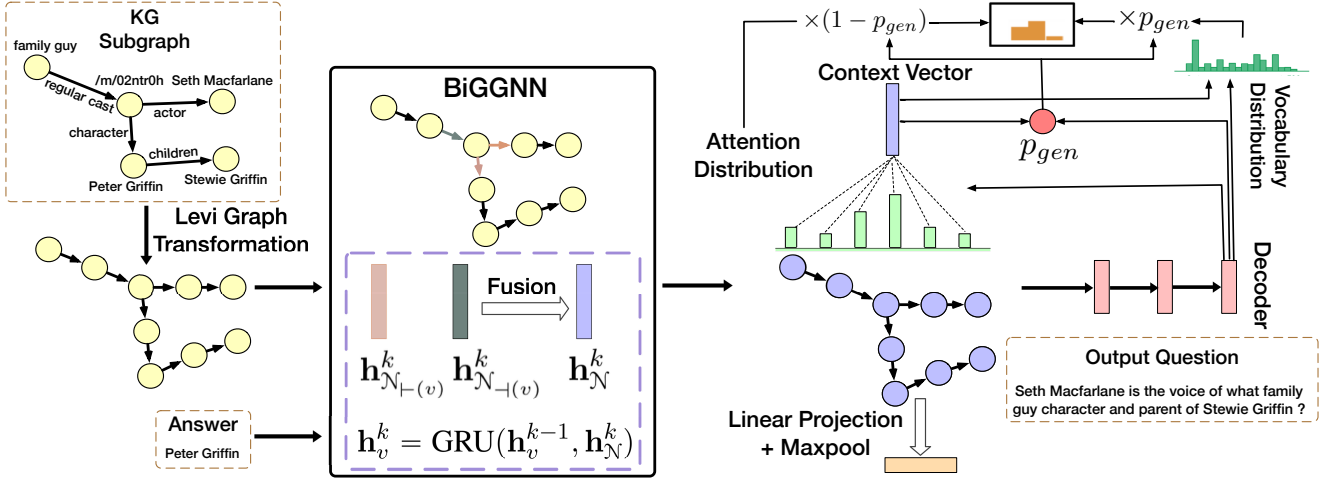 KG
Subgraph
family guy
/m/02ntr0h
Seth Macfarlane
regular cast
actor
character
children
Peter Griffin
Stewie Griffin
Levi Graph
Transformation
Answer
Peter Griffin
BiGGNN
Fusion
h^k_{N_⊢(v)}
h^k_{N_⊣(v)}
h^k_N
h^k_v = GRU(h^{k-1}_v, h^k_N)
×(1 − p_gen)
×p_gen
Context Vector
Attention
Distribution
p_gen
Vocabulary
Distribution
Decoder
Linear Projection
+ Maxpool
Output Question
Seth Macfarlane is the voice of what family
guy character and parent of Stewie Griffin ?